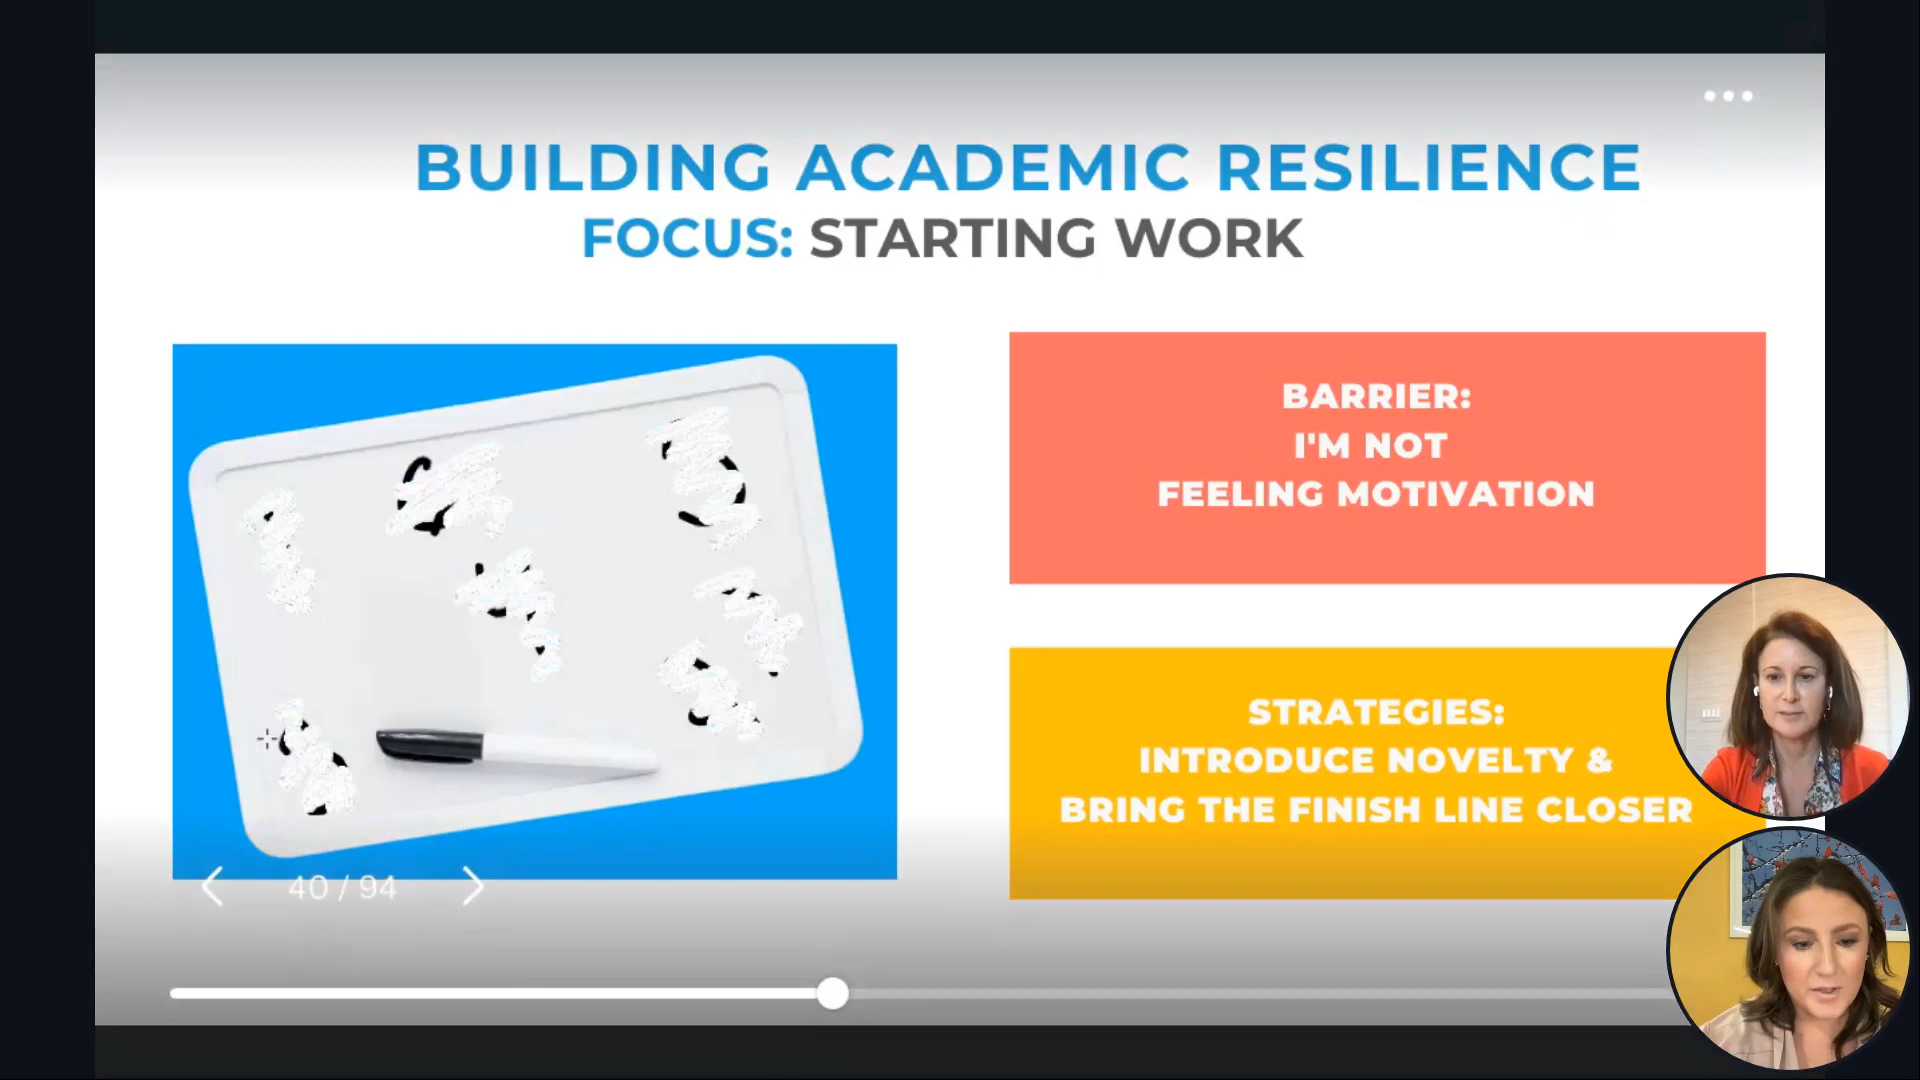 BUILDING ACADEMIC RESILIENCE
FOCUS: STARTING WORK
BARRIER:
I'M NOT
FEELING MOTIVATION
STRATEGIES:
INTRODUCE NOVELTY &
BRING THE FINISH LINE CLOSER
40 / 94